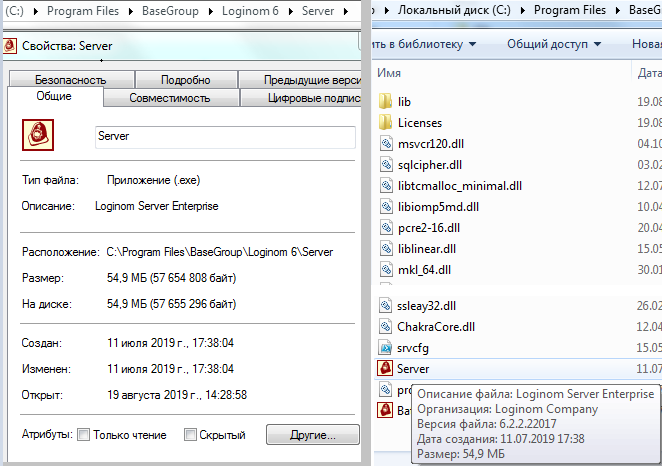 (C:) ▸ Program Files ▸ BaseGroup ▸ Loginom 6 ▸ Server ▸
Свойства: Server
Безопасность
Подробно
Предыдущие верси
Общие
Совместимость
Цифровые подпис
Server
Тип файла: Приложение (.exe)
Описание: Loginom Server Enterprise
Расположение: C:\Program Files\BaseGroup\Loginom 6\Server
Размер: 54,9 МБ (57 654 808 байт)
На диске: 54,9 МБ (57 655 296 байт)
Создан: 11 июля 2019 г., 17:38:04
Изменен: 11 июля 2019 г., 17:38:04
Открыт: 19 августа 2019 г., 14:28:58
Атрибуты: Только чтение Скрытый Другие...
р ▸ Локальный диск (C:) ▸ Program Files ▸ BaseG
ить в библиотеку Общий доступ Новая
Имя Дата
lib 19.08
Licenses 19.08
msvcr120.dll 04.10
sqlcipher.dll 03.02
libtcmalloc_minimal.dll 19.07
libiomp5md.dll 10.04
pcre2-16.dll 20.04
liblinear.dll 15.05
mkl_64.dll 30.01
ssleay32.dll 26.02
ChakraCore.dll 12.06
srvcfg 15.05
Server 11.07
pro
Bat
Описание файла: Loginom Server Enterprise
Организация: Loginom Company
Версия файла: 6.2.2.22017
Дата создания: 11.07.2019 17:38
Размер: 54,9 МБ